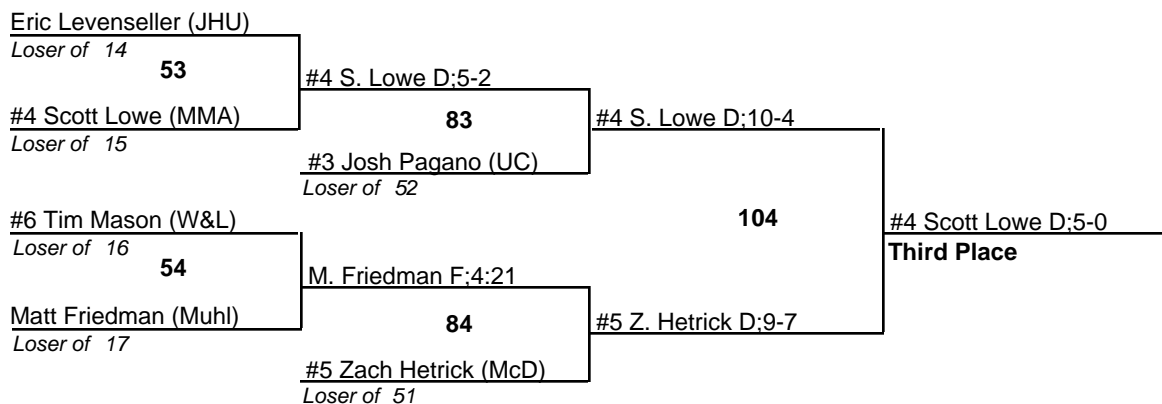 Eric Levenseller (JHU)
Loser of 14
53
#4 S. Lowe D;5-2
#4 Scott Lowe (MMA)
Loser of 15
83
#4 S. Lowe D;10-4
#3 Josh Pagano (UC)
Loser of 52
#6 Tim Mason (W&L)
Loser of 16
104
#4 Scott Lowe D;5-0
Third Place
54
M. Friedman F;4:21
Matt Friedman (Muhl)
Loser of 17
84
#5 Z. Hetrick D;9-7
#5 Zach Hetrick (McD)
Loser of 51